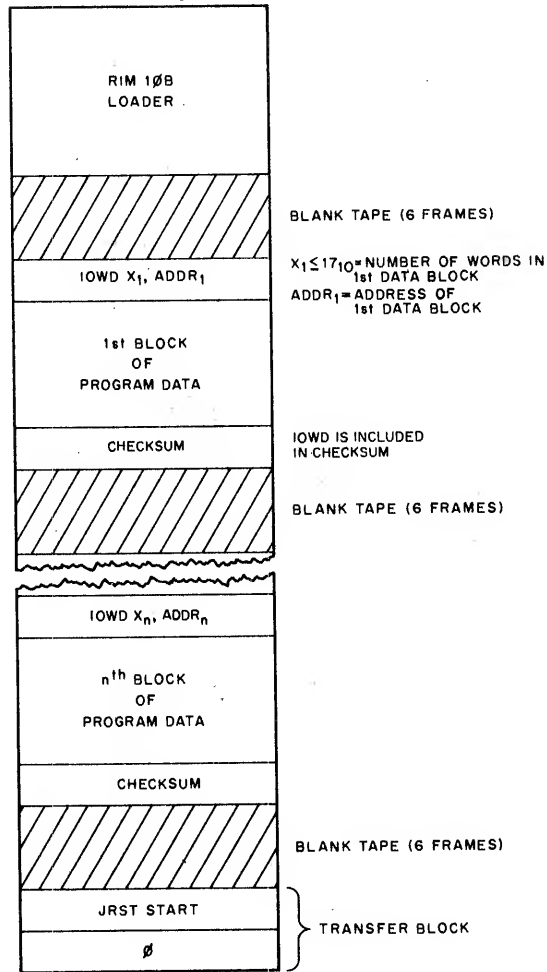 RIM 1ØB
LOADER
BLANK TAPE (6 FRAMES)
IOWD X₁, ADDR₁
X₁ ≤ 17₁₀ = NUMBER OF WORDS IN
1st DATA BLOCK
ADDR₁ = ADDRESS OF
1st DATA BLOCK
1st BLOCK
OF
PROGRAM DATA
CHECKSUM
IOWD IS INCLUDED
IN CHECKSUM
BLANK TAPE (6 FRAMES)
IOWD Xₙ, ADDRₙ
nᵗʰ BLOCK
OF
PROGRAM DATA
CHECKSUM
BLANK TAPE (6 FRAMES)
JRST START
Ø
TRANSFER BLOCK